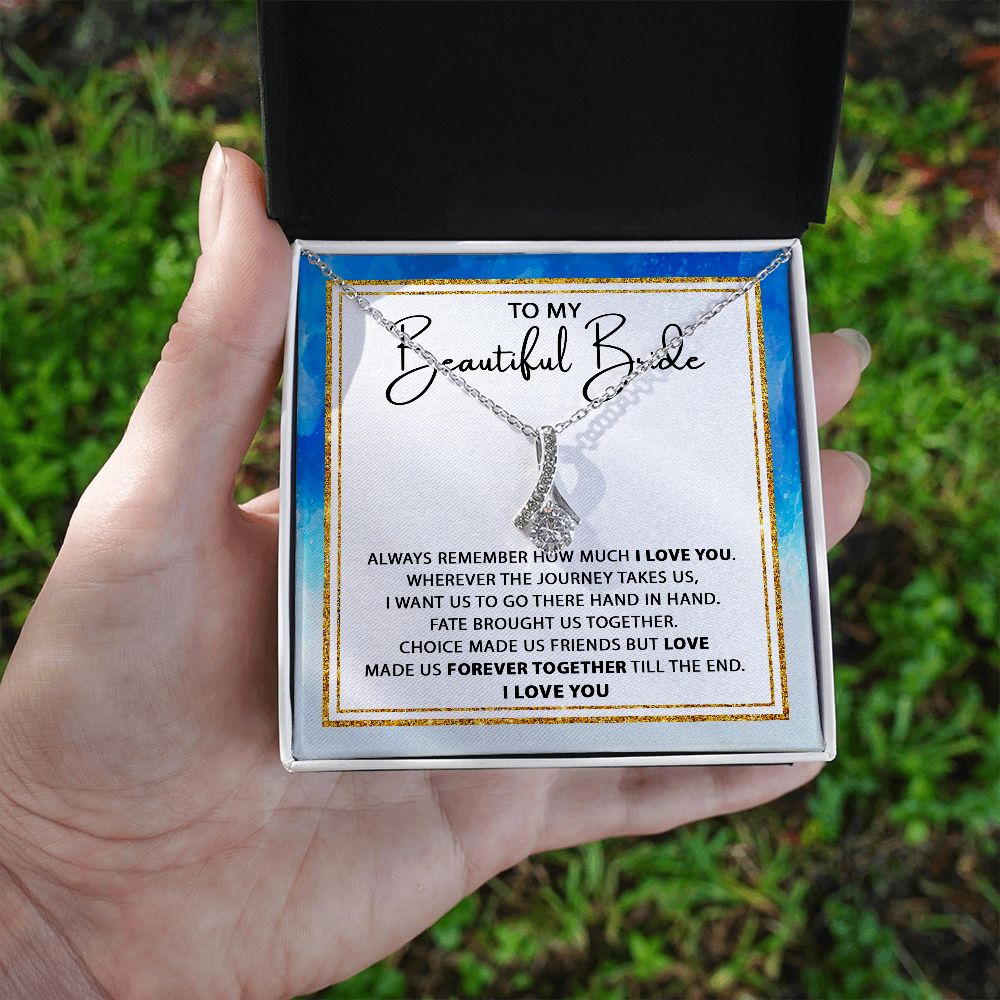 TO MY
Beautiful Bride
ALWAYS REMEMBER HOW MUCH I LOVE YOU.
WHEREVER THE JOURNEY TAKES US,
I WANT US TO GO THERE HAND IN HAND.
FATE BROUGHT US TOGETHER.
CHOICE MADE US FRIENDS BUT LOVE
MADE US FOREVER TOGETHER TILL THE END.
I LOVE YOU